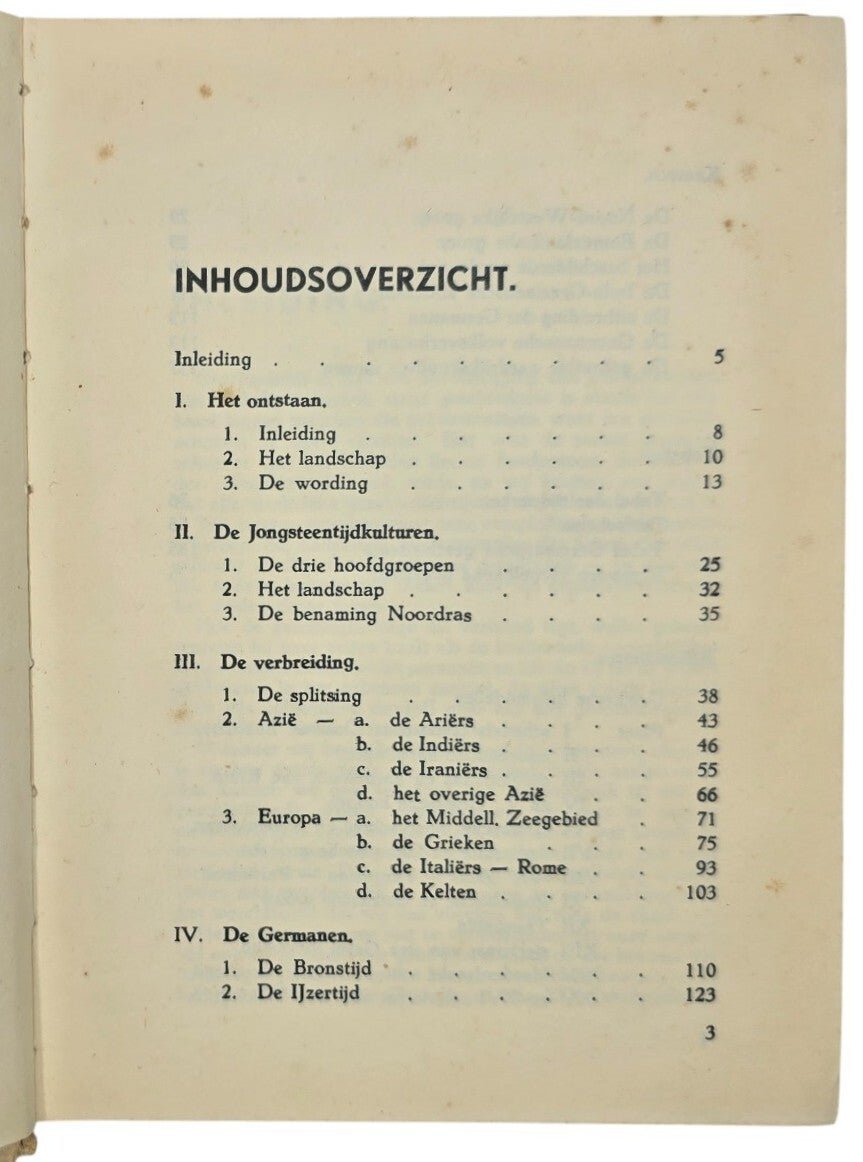 INHOUDSOVERZICHT.
Inleiding . . . . . . . . . 5
I. Het ontstaan.
1. Inleiding . . . . . . . 8
2. Het landschap . . . . . . 10
3. De wording . . . . . . 13
II. De Jongsteentijdkulturen.
1. De drie hoofdgroepen . . . . 25
2. Het landschap . . . . . . 32
3. De benaming Noordras . . . . 35
III. De verbreiding.
1. De splitsing . . . . . . 38
2. Azië — a. de Ariërs . . . . 43
b. de Indiërs . . . . 46
c. de Iraniërs . . . . 55
d. het overige Azië . . 66
3. Europa — a. het Middell. Zeegebied . 71
b. de Grieken . . . 75
c. de Italiërs — Rome . . 93
d. de Kelten . . . . 103
IV. De Germanen.
1. De Bronstijd . . . . . . 110
2. De IJzertijd . . . . . . 123
3